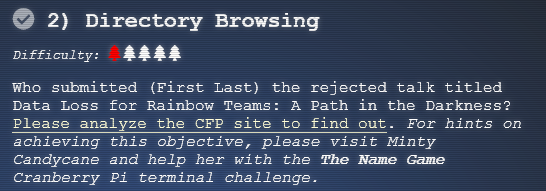 2) Directory Browsing
Difficulty:
Who submitted (First Last) the rejected talk titled
Data Loss for Rainbow Teams: A Path in the Darkness?
Please analyze the CFP site to find out. For hints on
achieving this objective, please visit Minty
Candycane and help her with the The Name Game
Cranberry Pi terminal challenge.